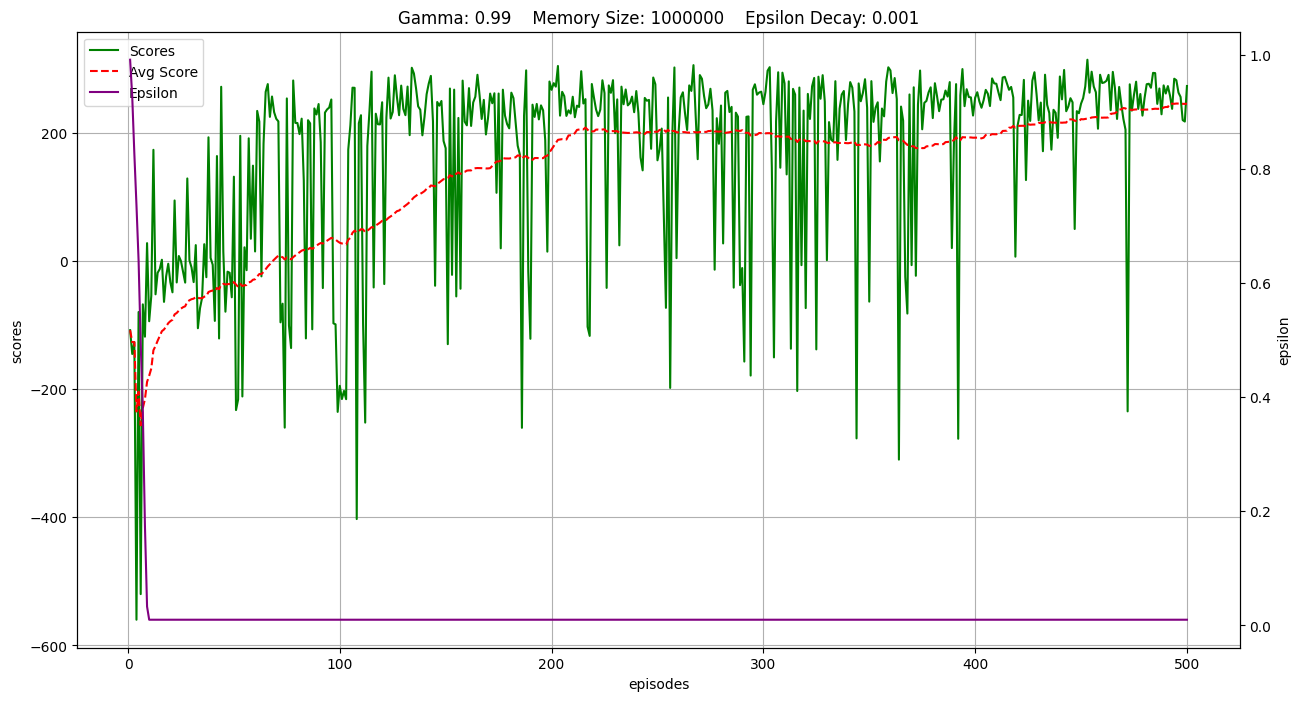 Gamma: 0.99    Memory Size: 1000000    Epsilon Decay: 0.001
Scores
Avg Score
Epsilon
scores
200
0
−200
−400
−600
1.0
0.8
0.6
0.4
0.2
0.0
epsilon
0 100 200 300 400 500
episodes